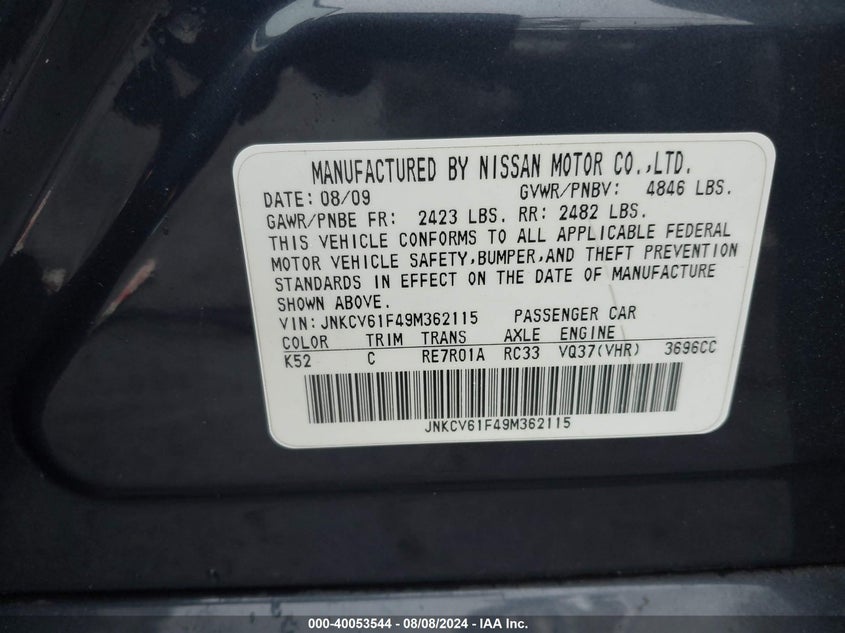 MANUFACTURED BY NISSAN MOTOR CO.,LTD.
DATE: 08/09 GVWR/PNBV: 4846 LBS.
GAWR/PNBE FR: 2423 LBS. RR: 2482 LBS.
THIS VEHICLE CONFORMS TO ALL APPLICABLE FEDERAL
MOTOR VEHICLE SAFETY,BUMPER,AND THEFT PREVENTION
STANDARDS IN EFFECT ON THE DATE OF MANUFACTURE
SHOWN ABOVE.
VIN:JNKCV61F49M362115 PASSENGER CAR
COLOR TRIM TRANS AXLE ENGINE
K52 C RE7R01A RC33 VQ37(VHR) 3696CC
JNKCV61F49M362115
000-40053544 - 08/08/2024 - IAA Inc.